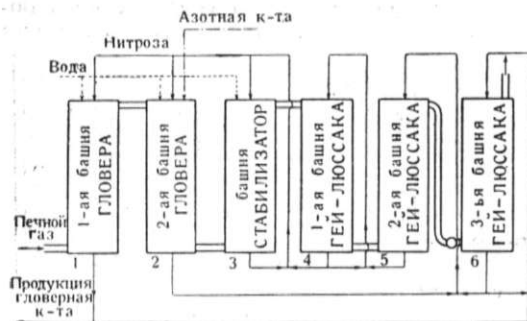 Азотная к-та
Нитроза
Вода
1-ая башня
ГЛОВЕРА
2-ая башня
ГЛОВЕРА
башня
СТАБИЛИЗАТОР
1-ая башня
ГЕЙ-ЛЮССАКА
2-ая башня
ГЕЙ-ЛЮССАКА
3-ья башня
ГЕЙ-ЛЮССАКА
Печной
газ
1
2
3
4
5
6
Продукция
гловерная
к-та